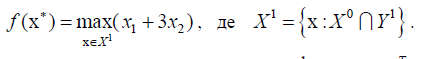 f(x*) = max(x₁ + 3x₂), де X¹ = {x : X⁰ ∩ Y¹}.
x∈X¹